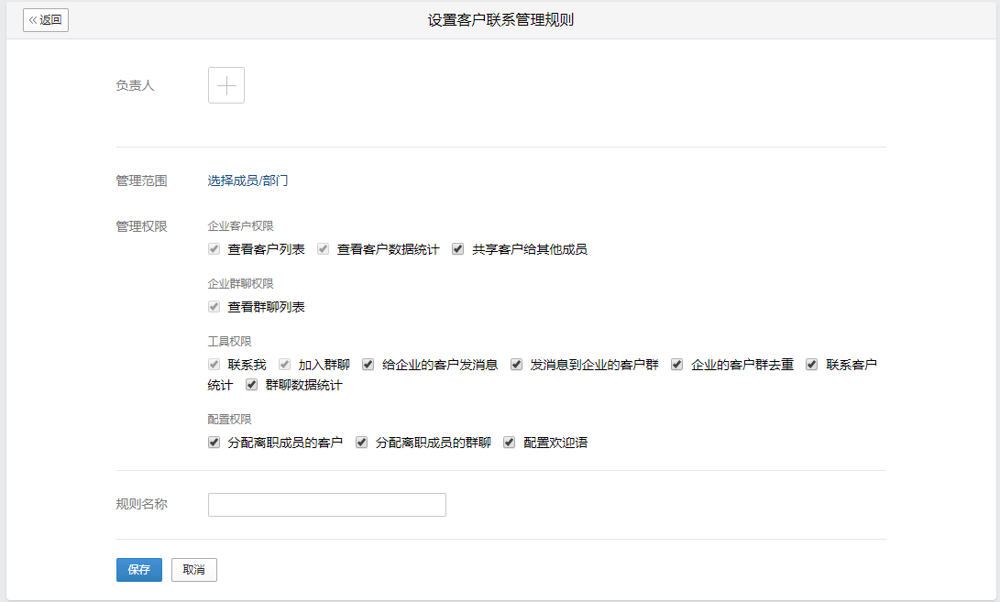 返回
设置客户联系管理规则
负责人
管理范围 选择成员/部门
管理权限 企业客户权限
查看客户列表 查看客户数据统计 共享客户给其他成员
企业群聊权限
查看群聊列表
工具权限
联系我 加入群聊 给企业的客户发消息 发消息到企业的客户群 企业的客户群去重 联系客户
统计 群聊数据统计
配置权限
分配离职成员的客户 分配离职成员的群聊 配置欢迎语
规则名称
保存 取消